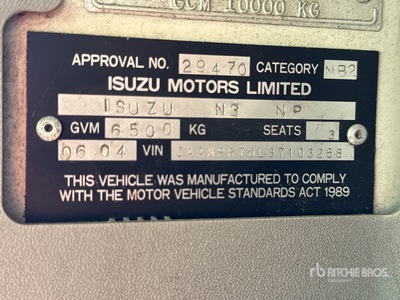 GCM 10000 KG
APPROVAL NO. 29470 CATEGORY NB2
ISUZU MOTORS LIMITED
ISUZU N3 NP
GVM 6500 KG SEATS 3
06.04 VIN
THIS VEHICLE WAS MANUFACTURED TO COMPLY
WITH THE MOTOR VEHICLE STANDARDS ACT 1989
rb RITCHIE BROS.